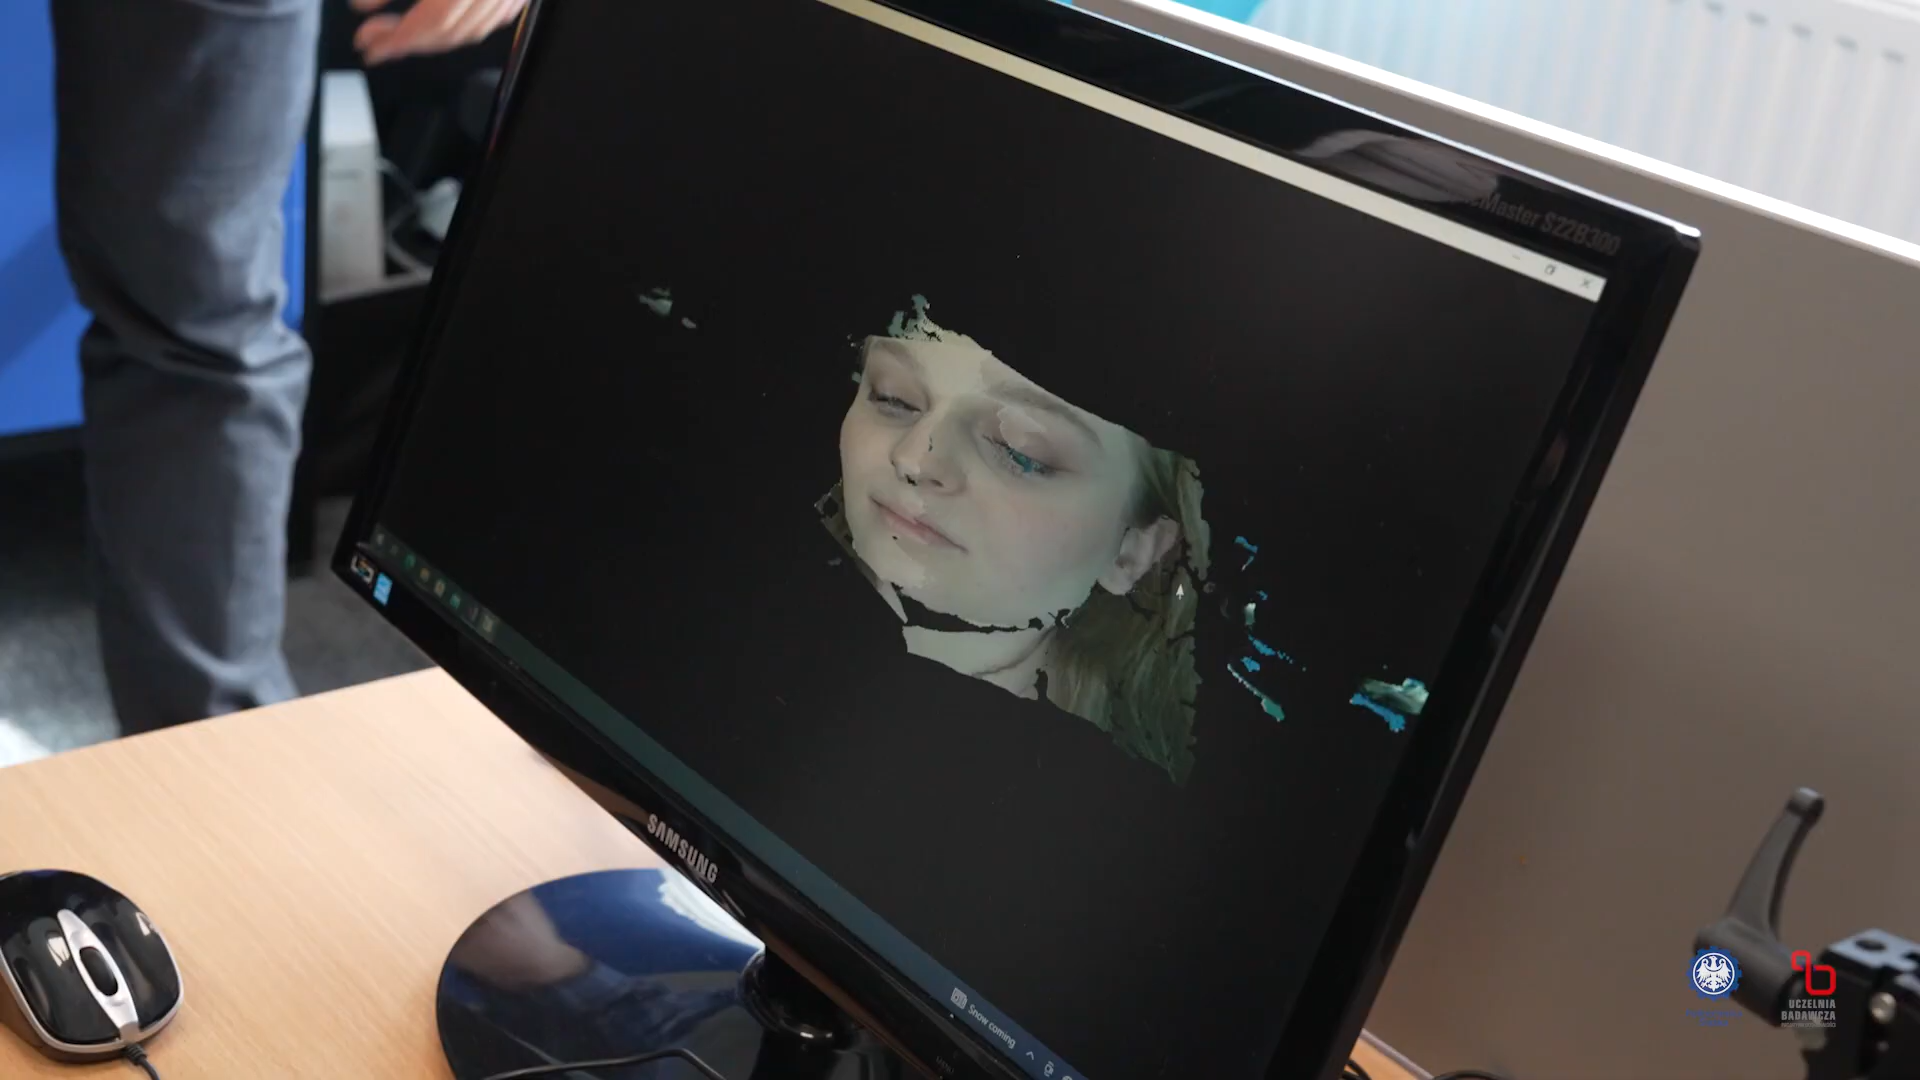 Master S22B300
SAMSUNG
Snow coming
UCZELNIA
BADAWCZA